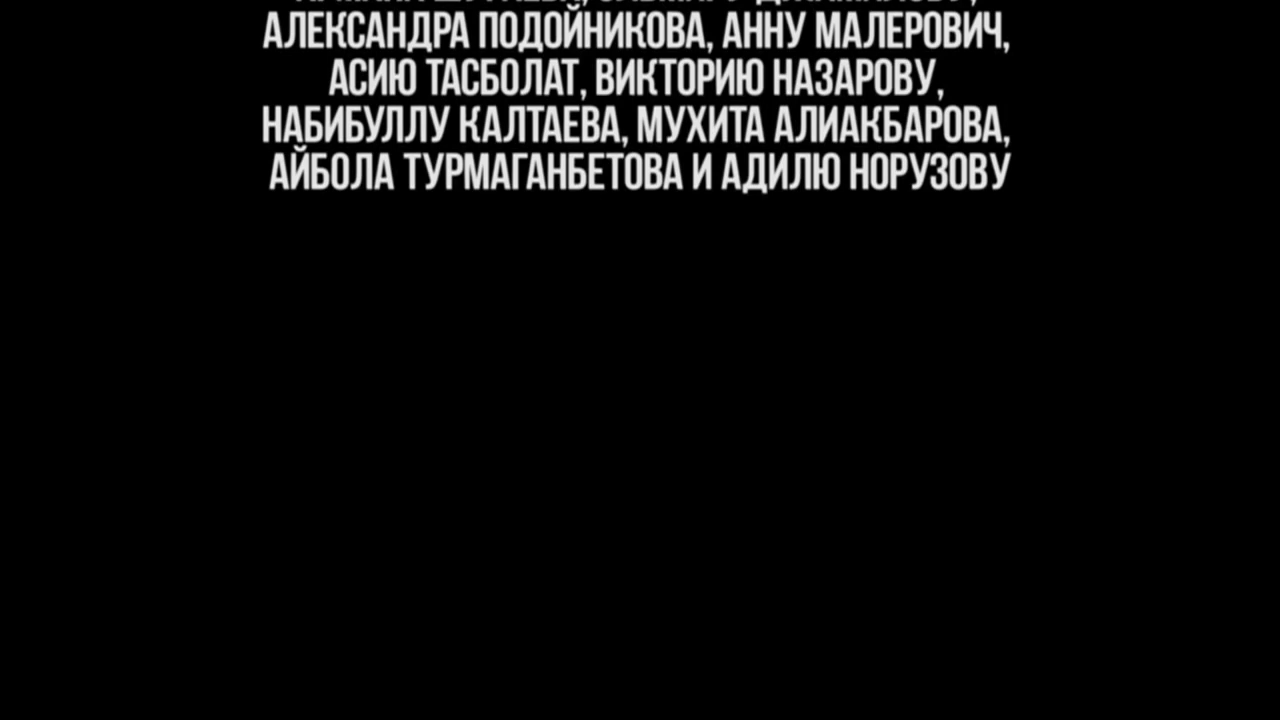 АЛЕКСАНДРА ПОДОЙНИКОВА, АННУ МАЛЕРОВИЧ,
АСИЮ ТАСБОЛАТ, ВИКТОРИЮ НАЗАРОВУ,
НАБИБУЛЛУ КАЛТАЕВА, МУХИТА АЛИАКБАРОВА,
АЙБОЛА ТУРМАГАНБЕТОВА И АДИЛЮ НОРУЗОВУ